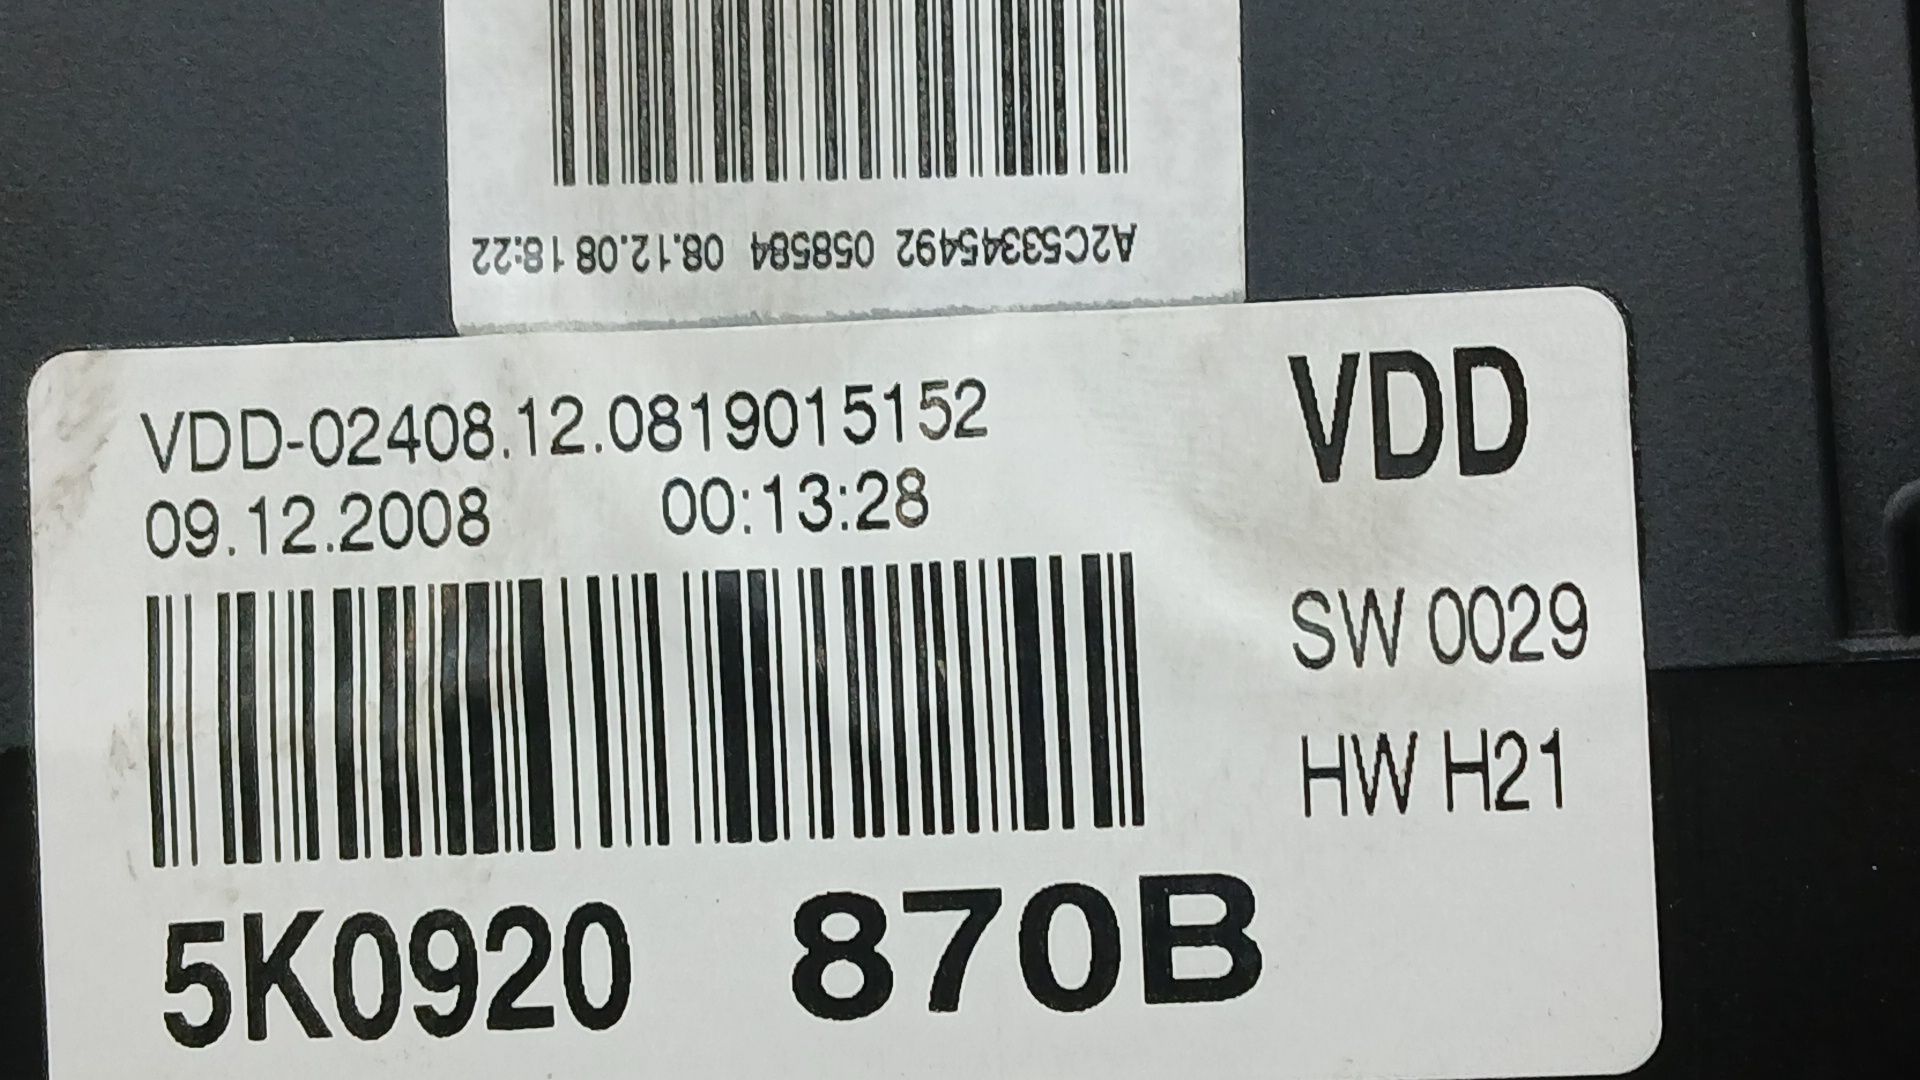 A2C53345492 058584 08.12.08 18:22
VDD-02408.12.0819015152
09.12.2008 00:13:28
VDD
SW 0029
HW H21
5K0920 870B